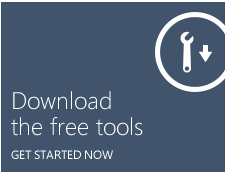 Download
the free tools
GET STARTED NOW